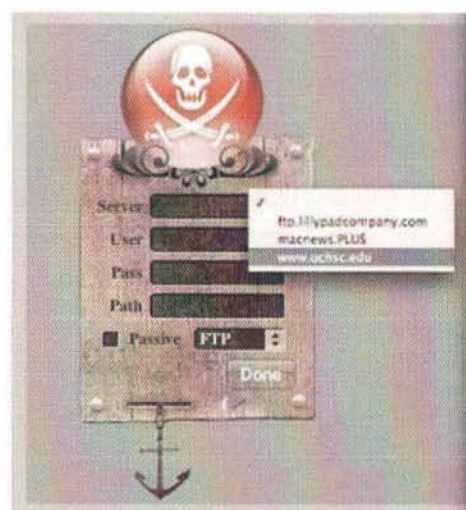 Server
ftp.lillypadcompany.com
macnews.PLUS
www.uchsc.edu
User
Pass
Path
Passive FTP
Done